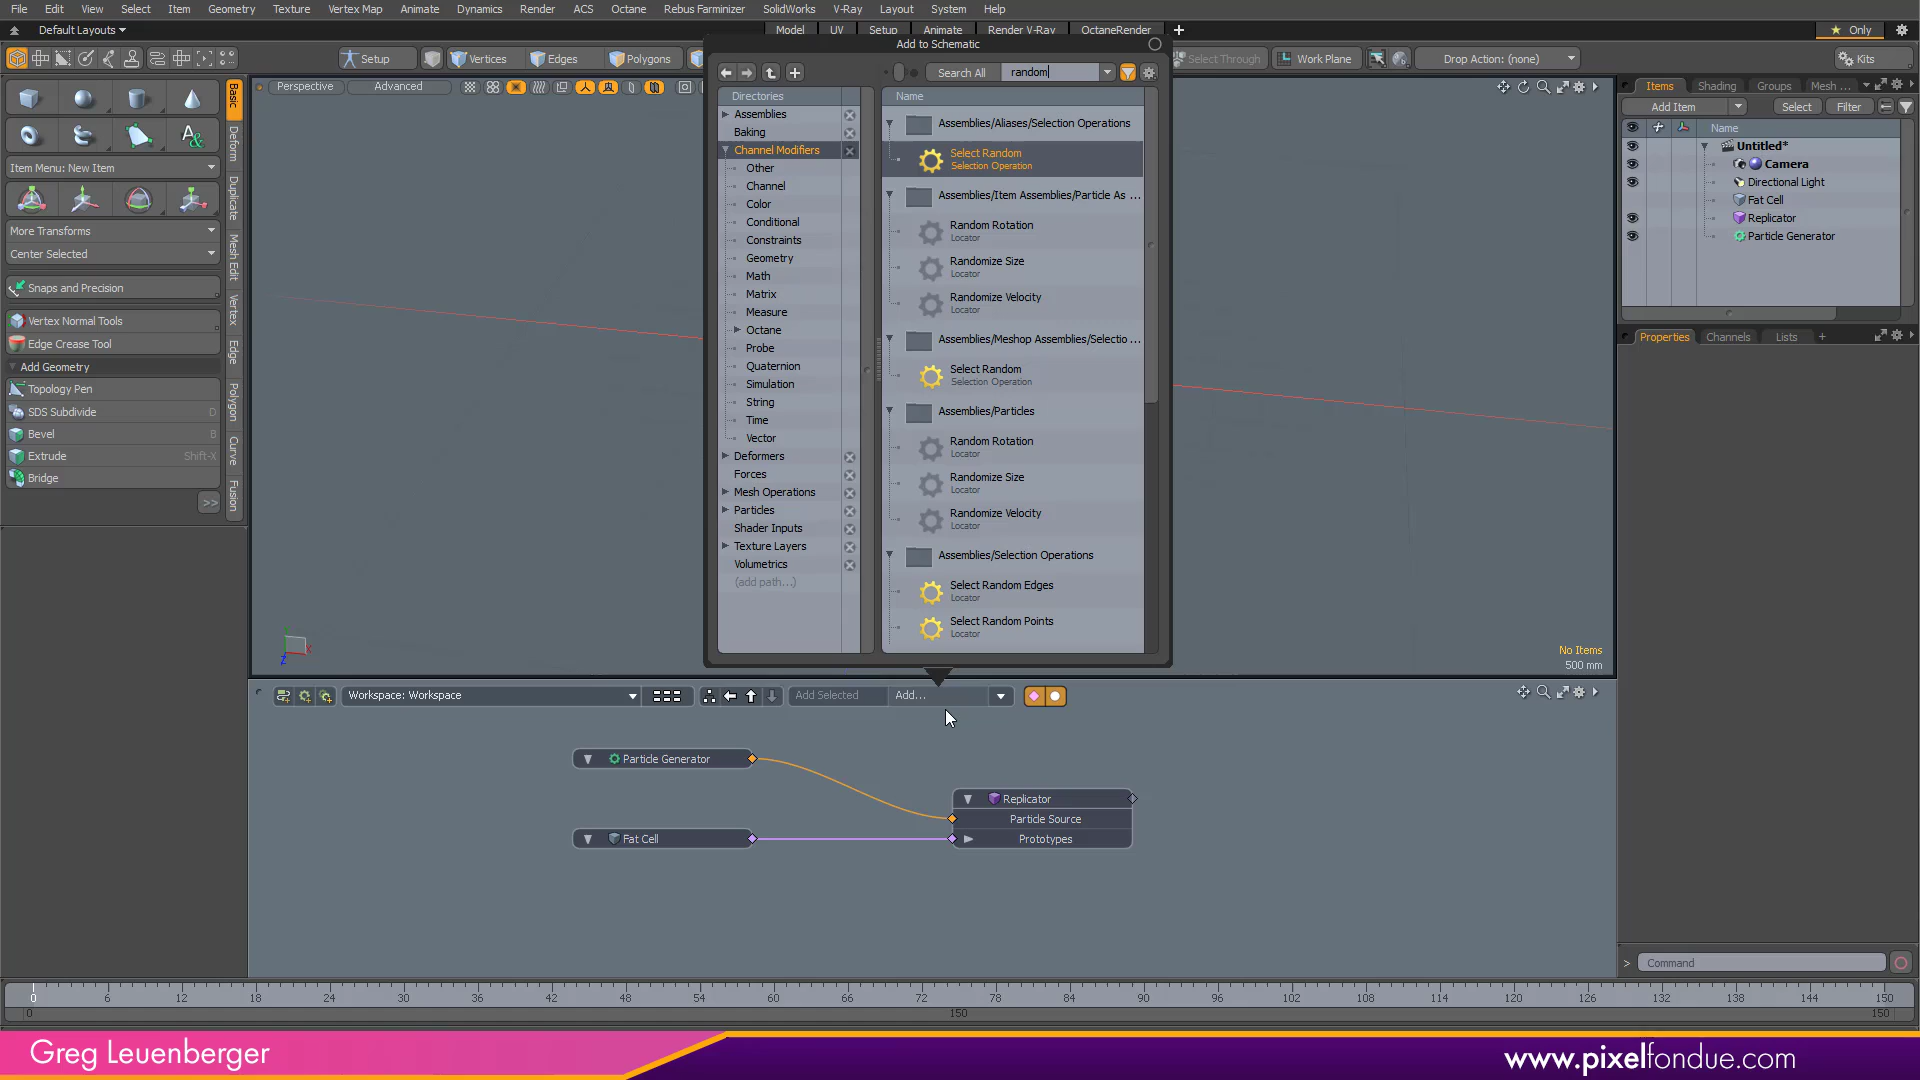 File Edit View Select Item Geometry Texture Vertex Map Animate Dynamics Render ACS Octane Rebus Farminizer SolidWorks V-Ray Layout System Help
Default Layouts
Model UV Setup Animate Render V-Ray OctaneRender
Only
Add to Schematic
Setup Vertices Edges Polygons
Select Through Work Plane Drop Action: (none) Kits
Search All random
Perspective Advanced
Items Shading Groups Mesh ...
Add Item Select Filter
Name
Untitled*
Camera
Directional Light
Fat Cell
Replicator
Particle Generator
Properties Channels Lists
Basic
Deform
Duplicate
Mesh Edit
Vertex
Edge
Polygon
Curve
Fusion
Item Menu: New Item
More Transforms
Center Selected
Snaps and Precision
Vertex Normal Tools
Edge Crease Tool
Add Geometry
Topology Pen
SDS Subdivide D
Bevel B
Extrude Shift-X
Bridge
>>
Directories
Assemblies
Baking
Channel Modifiers
Other
Channel
Color
Conditional
Constraints
Geometry
Math
Matrix
Measure
Octane
Probe
Quaternion
Simulation
String
Time
Vector
Deformers
Forces
Mesh Operations
Particles
Shader Inputs
Texture Layers
Volumetrics
(add path...)
Name
Assemblies/Aliases/Selection Operations
Select Random
Selection Operation
Assemblies/Item Assemblies/Particle As ...
Random Rotation
Locator
Randomize Size
Locator
Randomize Velocity
Locator
Assemblies/Meshop Assemblies/Selectio ...
Select Random
Selection Operation
Assemblies/Particles
Random Rotation
Locator
Randomize Size
Locator
Randomize Velocity
Locator
Assemblies/Selection Operations
Select Random Edges
Locator
Select Random Points
Locator
X
Z
No Items
500 mm
Workspace: Workspace
Add Selected Add...
Particle Generator
Fat Cell
Replicator
Particle Source
Prototypes
> Command
0 6 12 18 24 30 36 42 48 54 60 66 72 78 84 90 96 102 108 114 120 126 132 138 144 150
0 150 150
Greg Leuenberger
www.pixelfondue.com